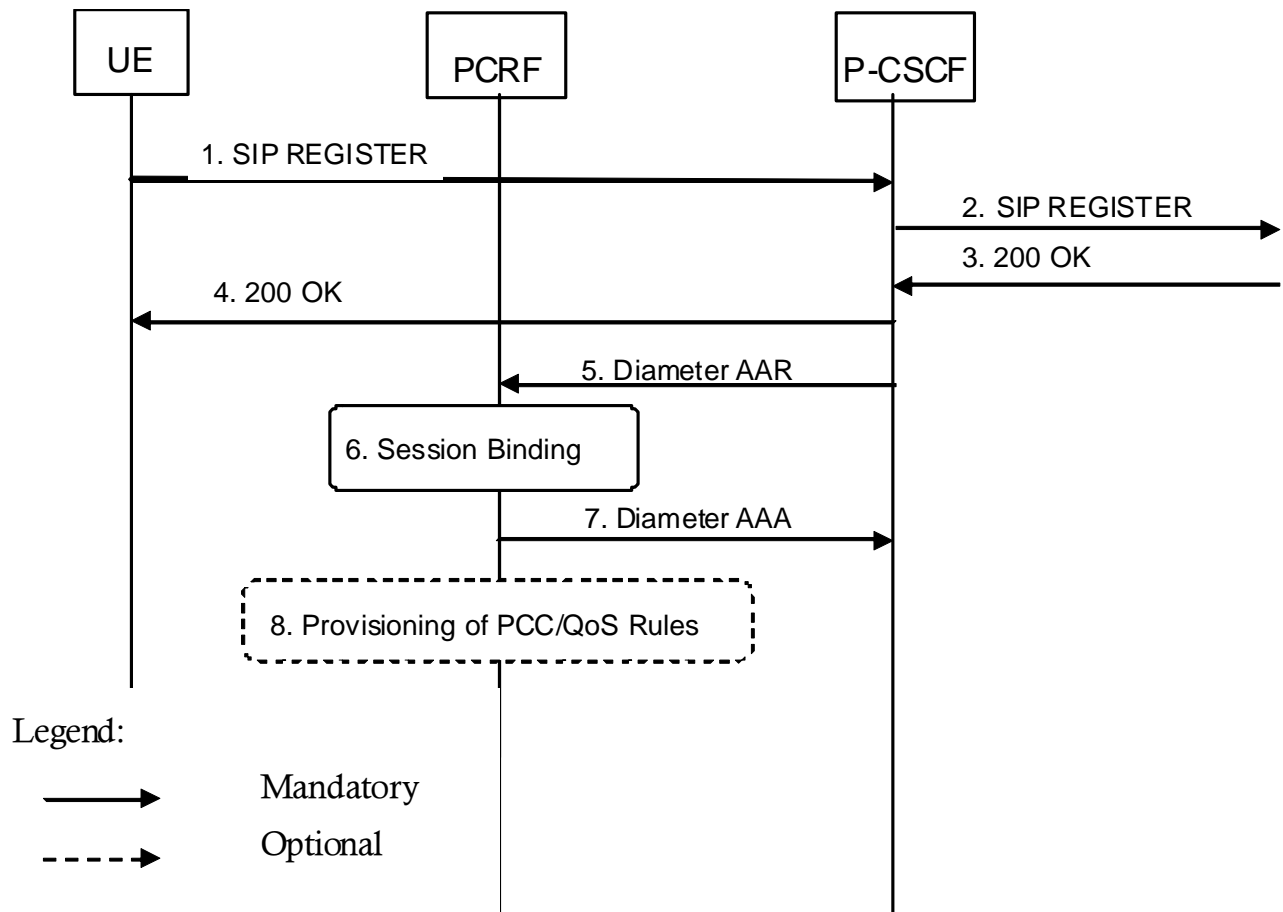 UE
PCRF
P-CSCF
1. SIP REGISTER
2. SIP REGISTER
3. 200 OK
4. 200 OK
5. Diameter AAR
6. Session Binding
7. Diameter AAA
8. Provisioning of PCC/QoS Rules
Legend:
Mandatory
Optional